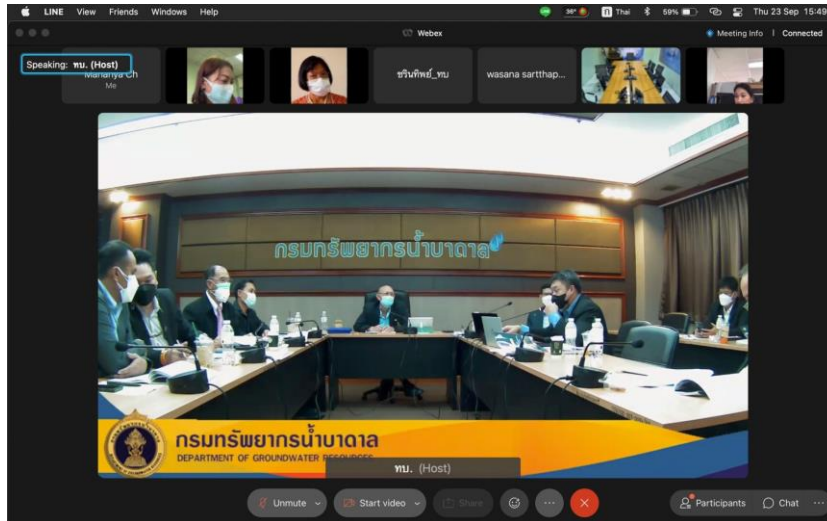 LINE View Friends Windows Help
Thai 59% Thu 23 Sep 15:49
Webex
Meeting Info | Connected
Speaking: ทบ. (Host)
Me
ชรินทิพย์_ทบ
wasana sartthap...
กรมทรัพยากรน้ำบาดาล
กรมทรัพยากรน้ำบาดาล
DEPARTMENT OF GROUNDWATER RESOURCES
ทบ. (Host)
Unmute
Start video
Share
Participants
Chat